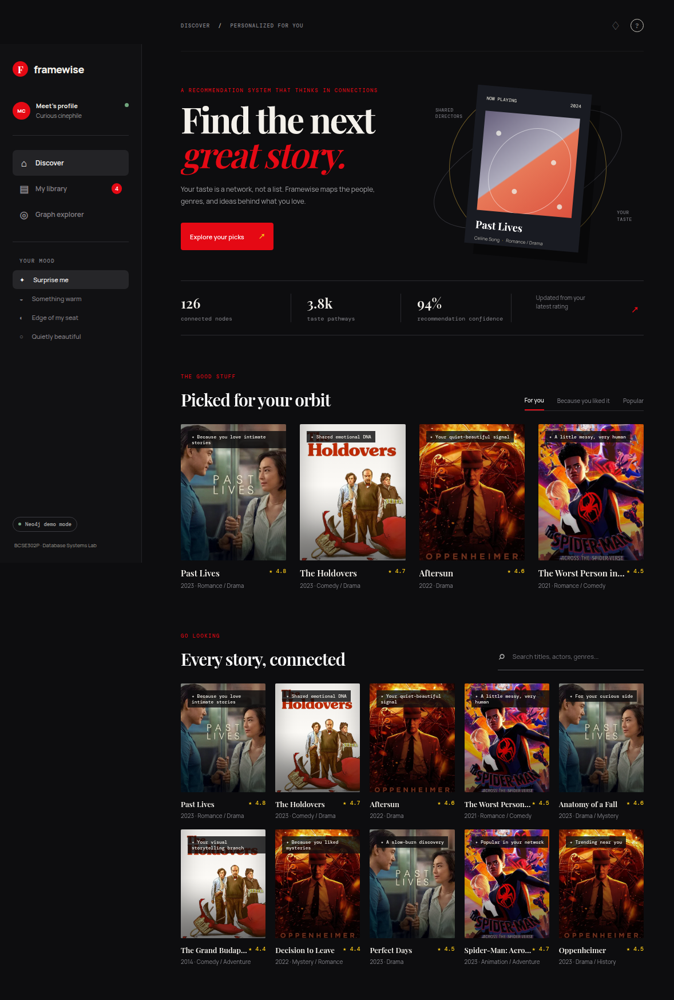 DISCOVER / PERSONALIZED FOR YOU
?
F framewise
MC Meet's profile
Curious cinephile
Discover
My library 4
Graph explorer
YOUR MOOD
Surprise me
Something warm
Edge of my seat
Quietly beautiful
Neo4j demo mode
BCSE302P · Database Systems Lab
A RECOMMENDATION SYSTEM THAT THINKS IN CONNECTIONS
Find the next
great story.
Your taste is a network, not a list. Framewise maps the people,
genres, and ideas behind what you love.
Explore your picks ↗
SHARED
DIRECTORS
NOW PLAYING
2024
Past Lives
Celine Song · Romance / Drama
YOUR
TASTE
126
connected nodes
3.8k
taste pathways
94%
recommendation confidence
Updated from your
latest rating
↗
THE GOOD STUFF
Picked for your orbit
For you Because you liked it Popular
✦ Because you love intimate
stories
PAST
LIVES
Past Lives ★ 4.8
2023 · Romance / Drama
✦ Shared emotional DNA
Holdovers
The Holdovers ★ 4.7
2023 · Comedy / Drama
✦ Your quiet-beautiful signal
OPPENHEIMER
Aftersun ★ 4.6
2022 · Drama
✦ A little messy, very human
SPIDER-MAN
ACROSS THE SPIDER-VERSE
The Worst Person in... ★ 4.5
2021 · Romance / Comedy
GO LOOKING
Every story, connected
Search titles, actors, genres...
✦ Because you love
intimate stories
PAST
LIVES
Past Lives ★ 4.8
2023 · Romance / Drama
✦ Shared emotional DNA
The
Holdovers
The Holdovers ★ 4.7
2023 · Comedy / Drama
✦ Your quiet-beautiful
signal
OPPENHEIMER
Aftersun ★ 4.6
2022 · Drama
✦ A little messy, very
human
SPIDER-MAN
ACROSS THE SPIDER-VERSE
The Worst Person... ★ 4.5
2021 · Romance / Comedy
✦ For your curious side
PAST
LIVES
Anatomy of a Fall ★ 4.6
2023 · Drama / Mystery
✦ Your visual
storytelling branch
The
Holdovers
The Grand Budap... ★ 4.4
2014 · Comedy / Adventure
✦ Because you liked
mysteries
OPPENHEIMER
Decision to Leave ★ 4.4
2022 · Mystery / Romance
✦ A slow-burn discovery
PAST
LIVES
Perfect Days ★ 4.5
2023 · Drama
✦ Popular in your network
SPIDER-MAN
ACROSS THE SPIDER-VERSE
Spider-Man: Acro... ★ 4.7
2023 · Animation / Adventure
✦ Trending near you
OPPENHEIMER
Oppenheimer ★ 4.5
2023 · Drama / History